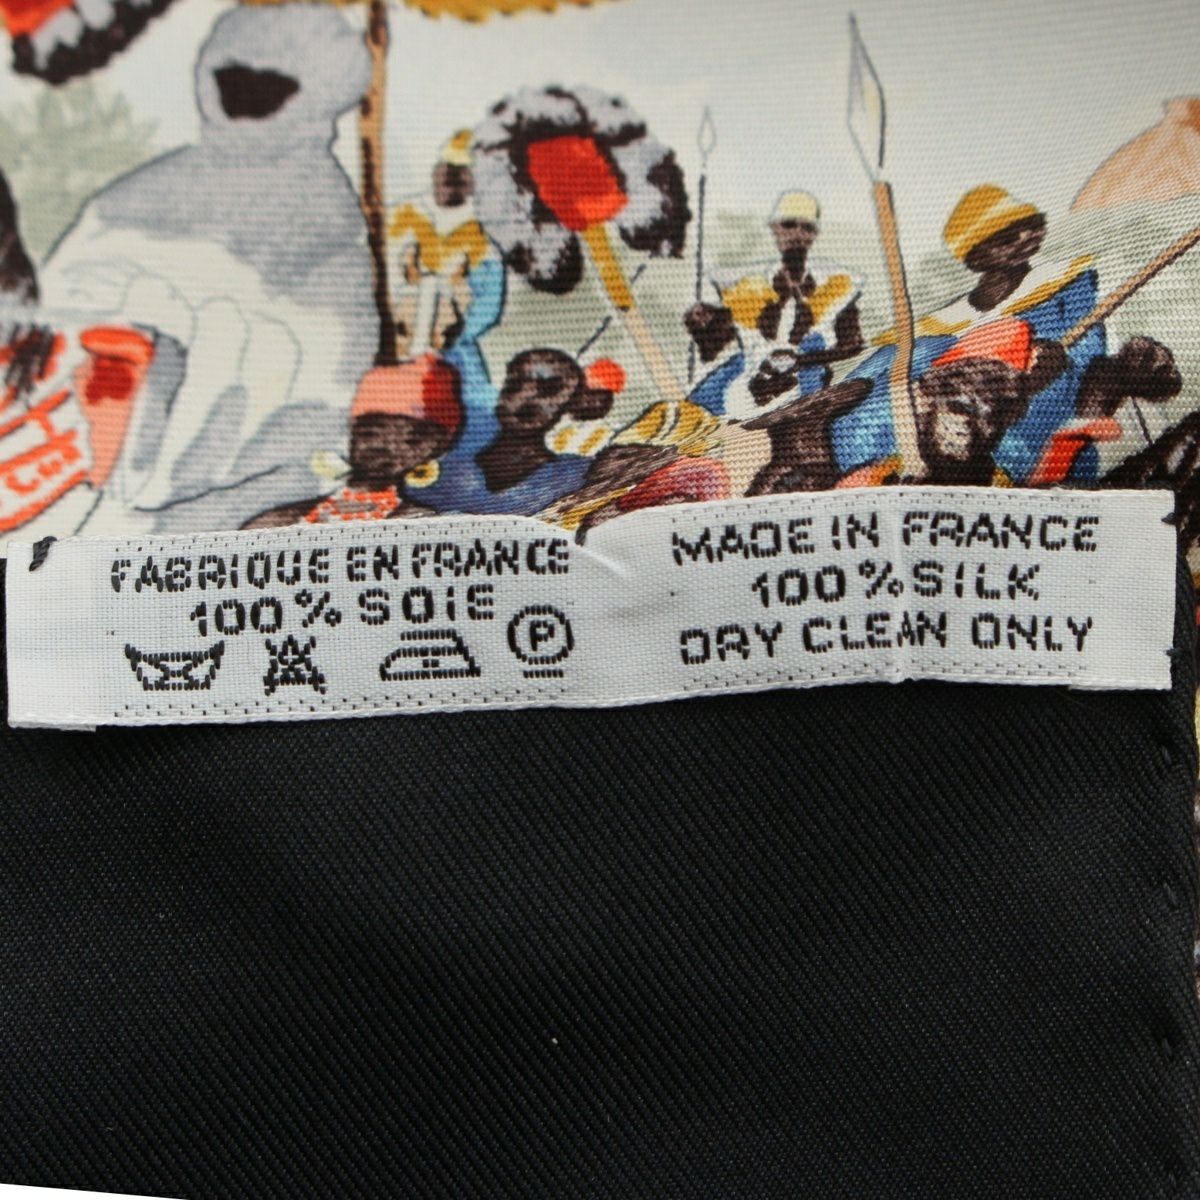 FABRIQUE EN FRANCE
100% SOIE
P
MADE IN FRANCE
100% SILK
DRY CLEAN ONLY